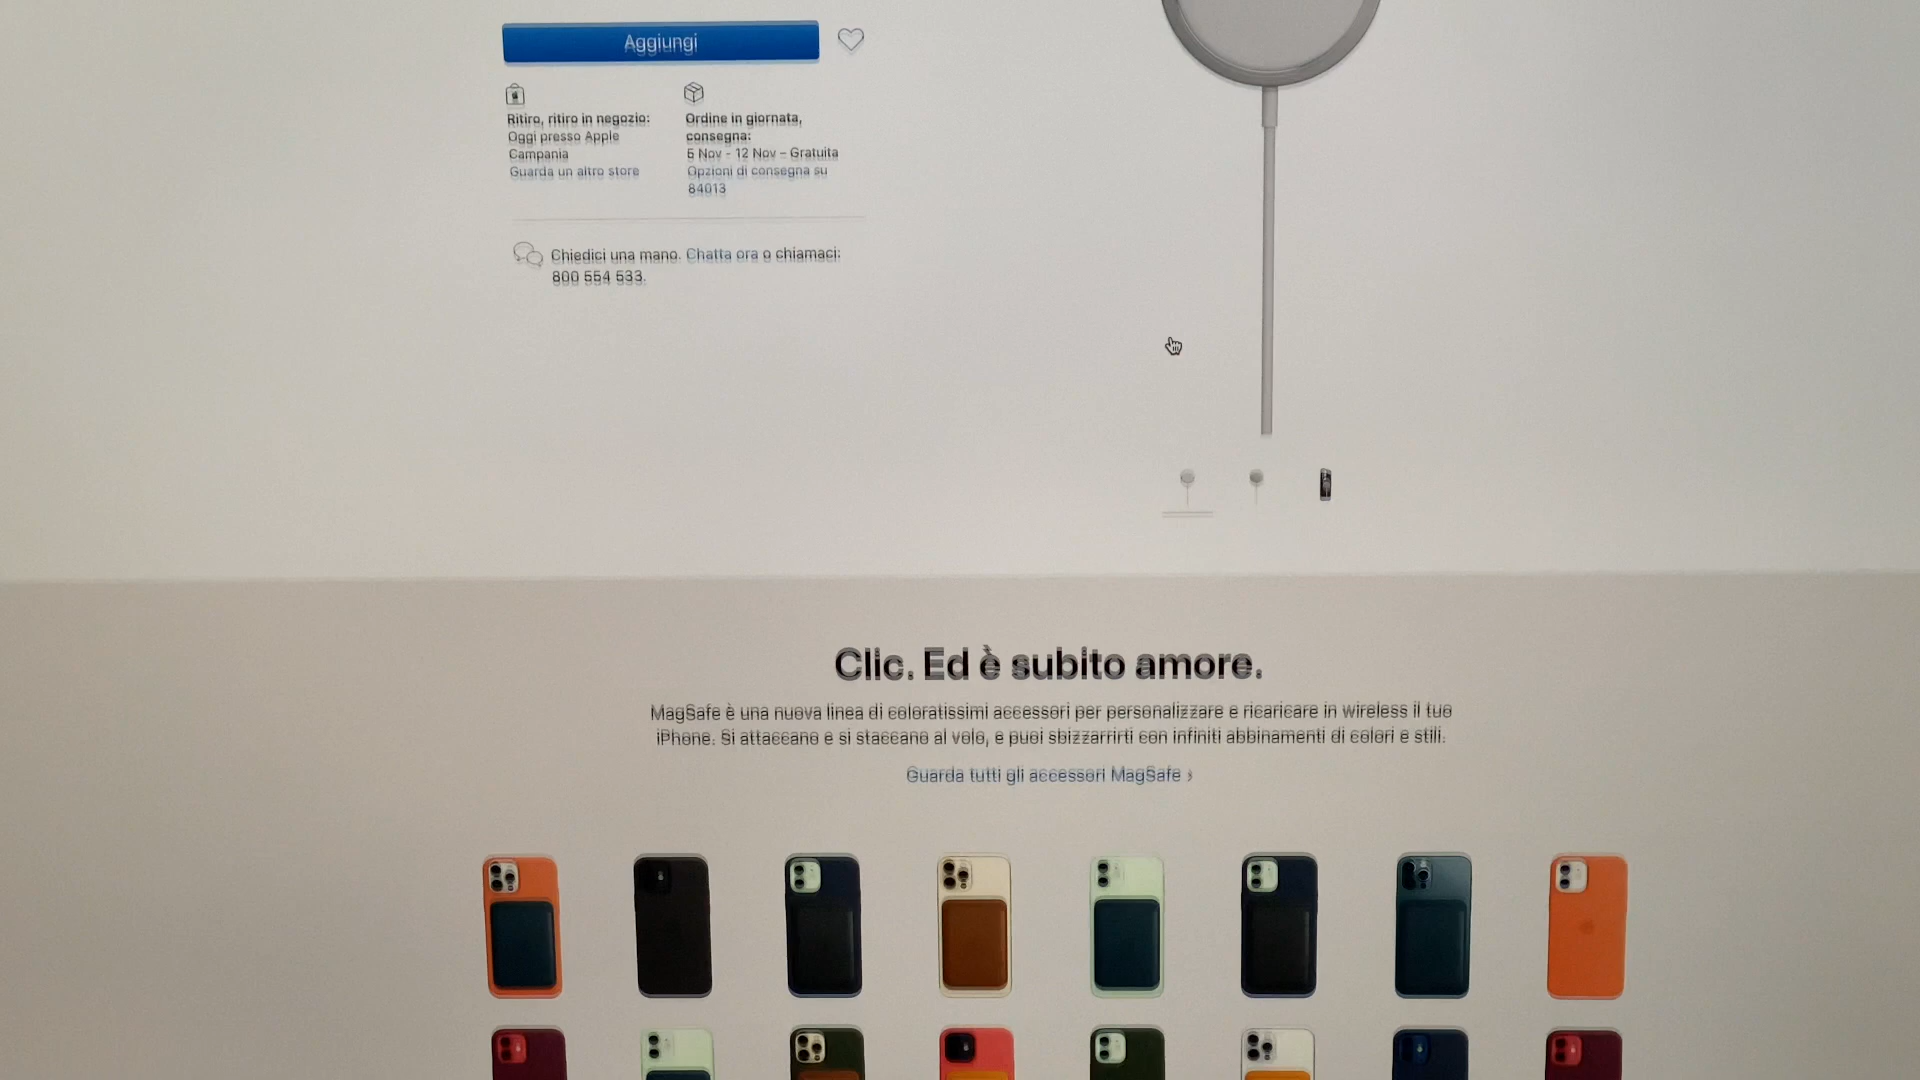 Aggiungi
Ritiro, ritiro in negozio:
Oggi presso Apple
Campania
Guarda un altro store
Ordine in giornata,
consegna:
5 Nov - 12 Nov – Gratuita
Opzioni di consegna su
84013
Chiedici una mano. Chatta ora o chiamaci:
800 554 533.
Clic. Ed è subito amore.
MagSafe è una nuova linea di coloratissimi accessori per personalizzare e ricaricare in wireless il tuo
iPhone. Si attaccano e si staccano al volo, e puoi sbizzarrirti con infiniti abbinamenti di colori e stili.
Guarda tutti gli accessori MagSafe ›